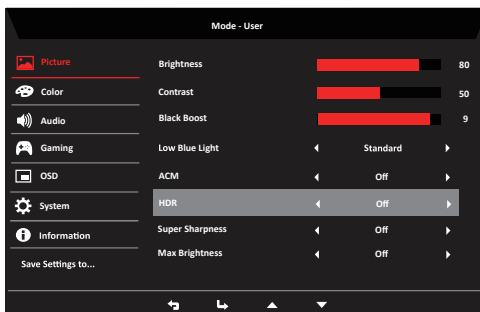 Mode - User
Picture
Brightness 80
Color
Contrast 50
Audio
Black Boost 9
Gaming
Low Blue Light Standard
OSD
ACM Off
System
HDR Off
Information
Super Sharpness Off
Save Settings to...
Max Brightness Off